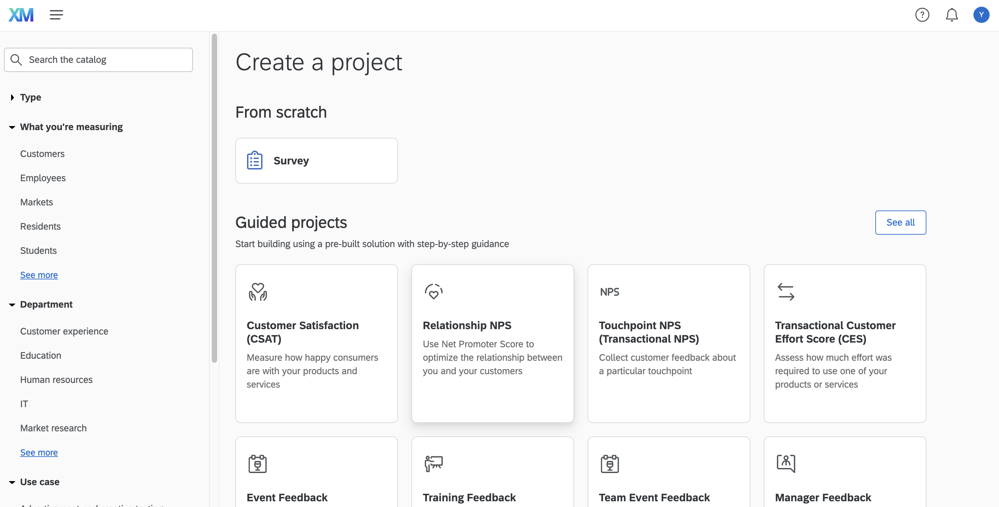 XM
Y
Search the catalog
Type
What you're measuring
Customers
Employees
Markets
Residents
Students
See more
Department
Customer experience
Education
Human resources
IT
Market research
See more
Use case
Advertisement and creative testing
Create a project
From scratch
Survey
Guided projects
See all
Start building using a pre-built solution with step-by-step guidance
Customer Satisfaction
(CSAT)
Measure how happy consumers
are with your products and
services
Relationship NPS
Use Net Promoter Score to
optimize the relationship between
you and your customers
NPS
Touchpoint NPS
(Transactional NPS)
Collect customer feedback about
a particular touchpoint
Transactional Customer
Effort Score (CES)
Assess how much effort was
required to use one of your
products or services
Event Feedback
Training Feedback
Team Event Feedback
Manager Feedback